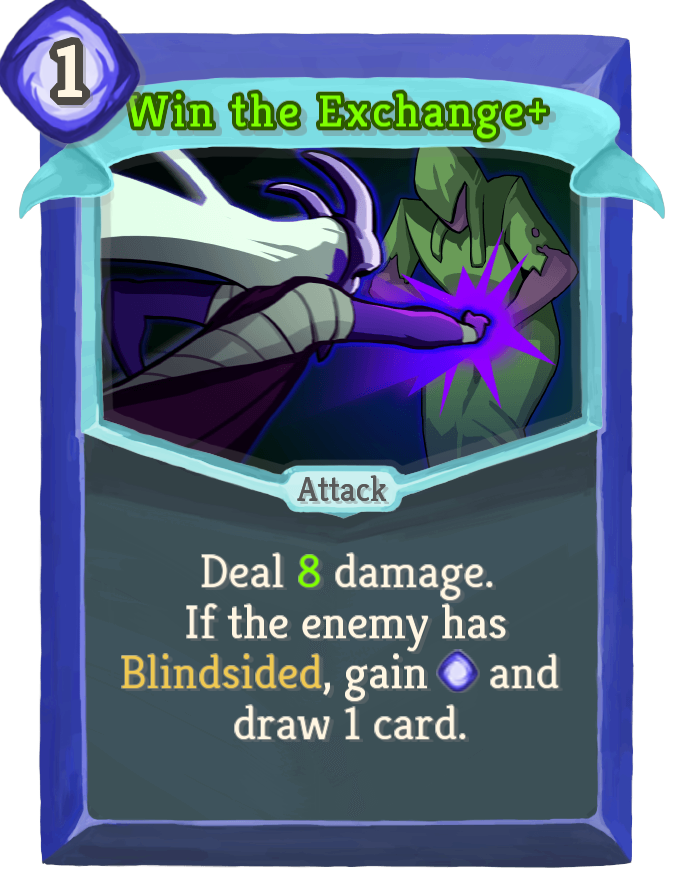 1
Win the Exchange+
Attack
Deal 8 damage.
If the enemy has
Blindsided, gain and
draw 1 card.